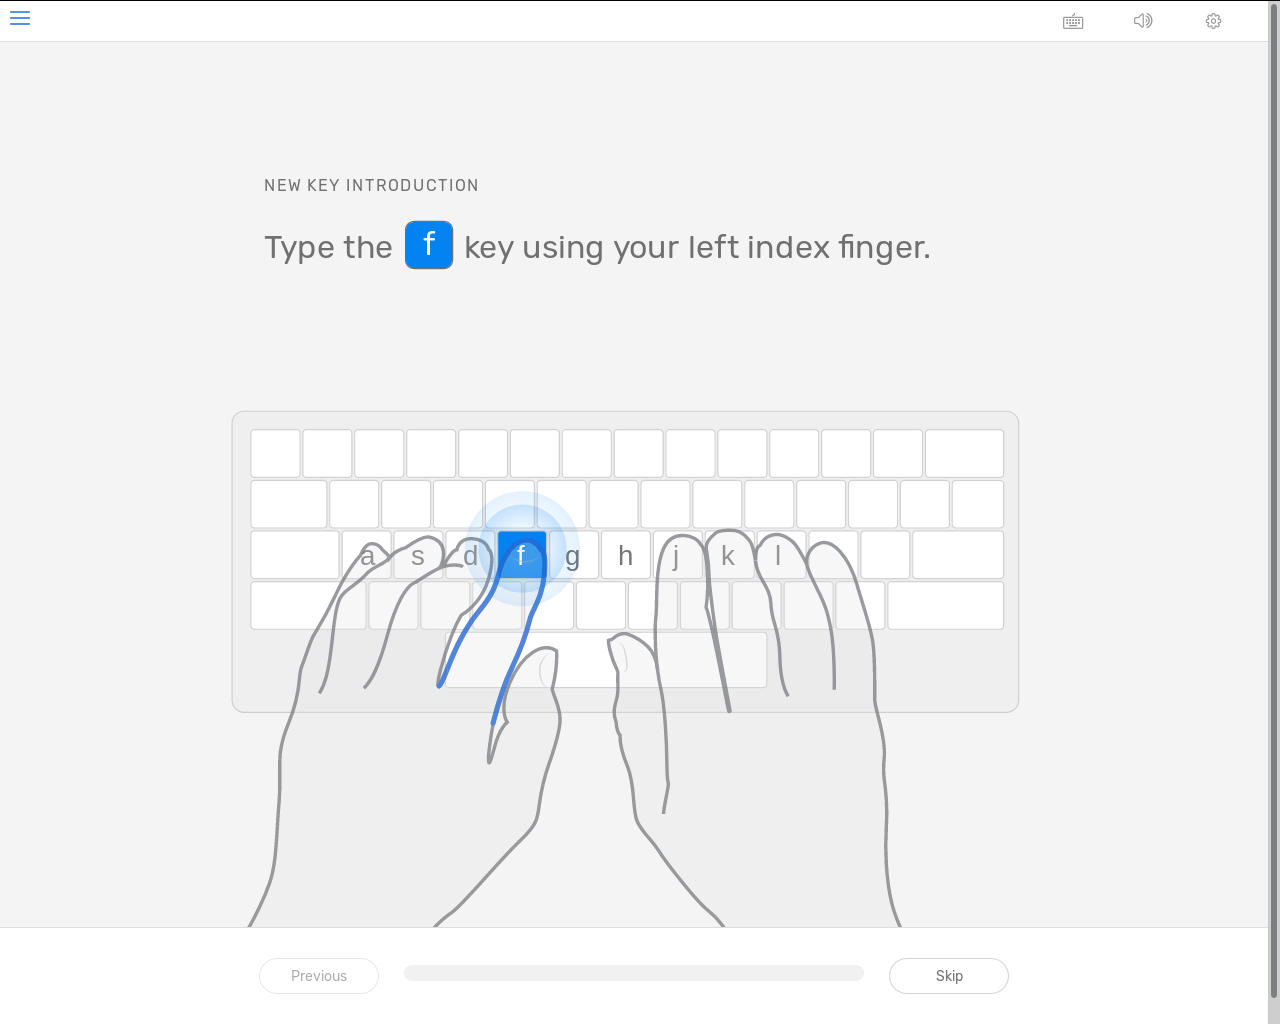 NEW KEY INTRODUCTION
Type the f key using your left index finger.
a s d f g h j k l
Previous Skip